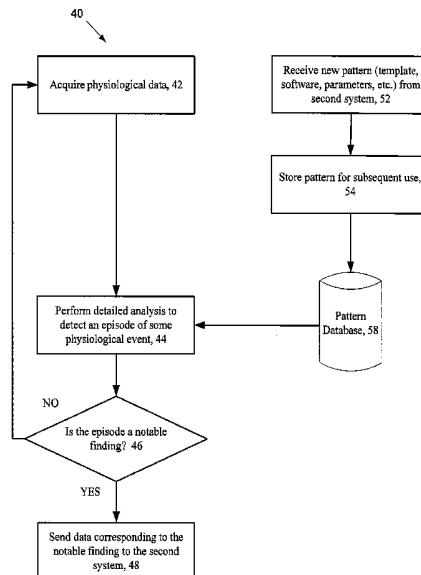 40
Acquire physiological data, 42
Receive new pattern (template,
software, parameters, etc.) from
second system, 52
Store pattern for subsequent use,
54
Pattern
Database, 58
Perform detailed analysis to
detect an episode of some
physiological event, 44
NO
Is the episode a notable
finding? 46
YES
Send data corresponding to the
notable finding to the second
system, 48